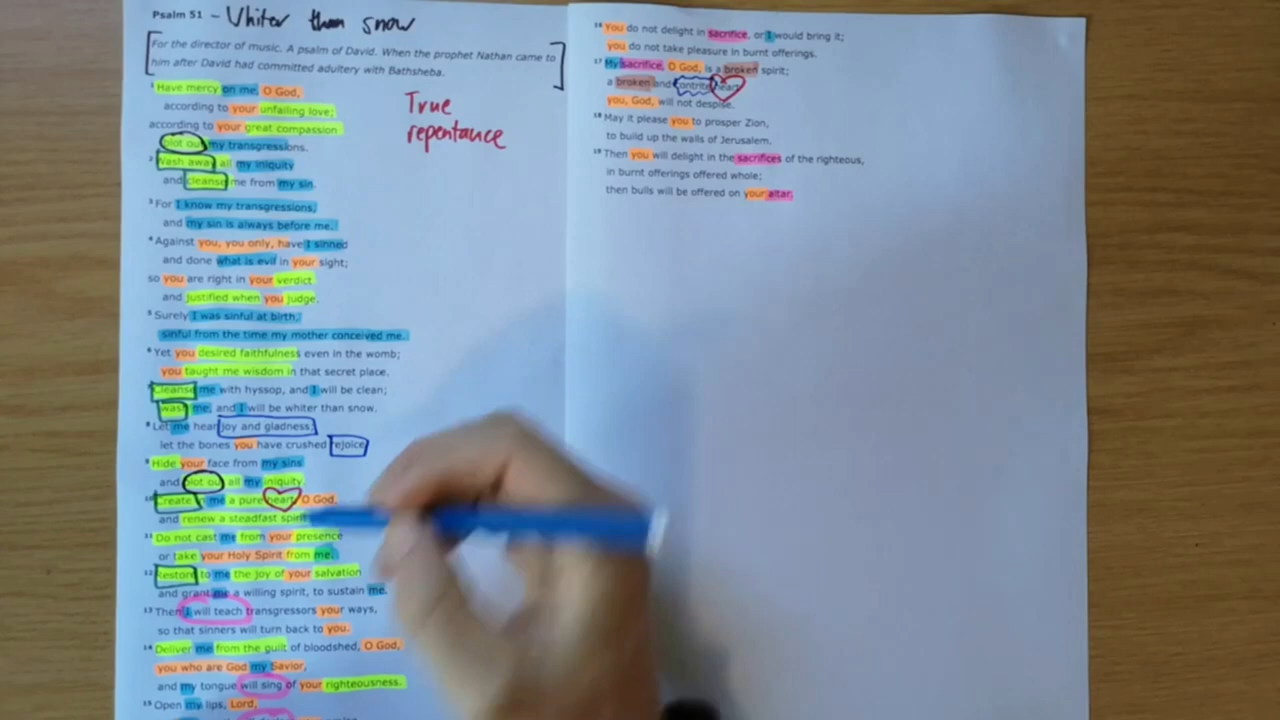 Psalm 51 - Whiter than snow
For the director of music. A psalm of David. When the prophet Nathan came to
him after David had committed adultery with Bathsheba.
True
repentance
1 Have mercy on me, O God,
according to your unfailing love;
according to your great compassion
blot out my transgressions.
2 Wash away all my iniquity
and cleanse me from my sin.
3 For I know my transgressions,
and my sin is always before me.
4 Against you, you only, have I sinned
and done what is evil in your sight;
so you are right in your verdict
and justified when you judge.
5 Surely I was sinful at birth,
sinful from the time my mother conceived me.
6 Yet you desired faithfulness even in the womb;
you taught me wisdom in that secret place.
Cleanse me with hyssop, and I will be clean;
wash me, and I will be whiter than snow.
8 Let me hear joy and gladness;
let the bones you have crushed rejoice
9 Hide your face from my sins
and blot out all my iniquity.
10 Create in me a pure heart, O God,
and renew a steadfast spirit
11 Do not cast me from your presence
or take your Holy Spirit from me.
12 Restore to me the joy of your salvation
and grant me a willing spirit, to sustain me.
13 Then I will teach transgressors your ways,
so that sinners will turn back to you.
14 Deliver me from the guilt of bloodshed, O God,
you who are God my Savior,
and my tongue will sing of your righteousness.
15 Open my lips, Lord,
16 You do not delight in sacrifice, or I would bring it;
you do not take pleasure in burnt offerings.
17 My sacrifice, O God, is a broken spirit;
a broken and contrite heart
you, God, will not despise.
18 May it please you to prosper Zion,
to build up the walls of Jerusalem.
19 Then you will delight in the sacrifices of the righteous,
in burnt offerings offered whole;
then bulls will be offered on your altar.